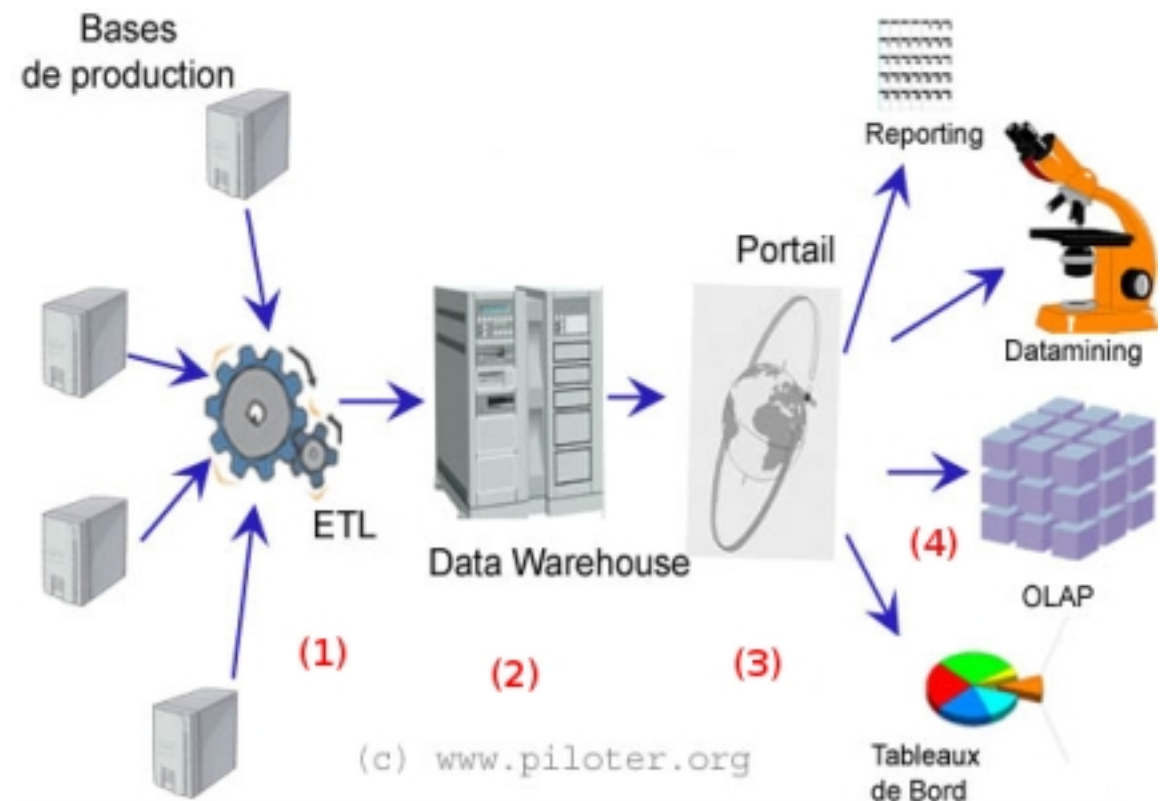 Bases
de production
Reporting
Portail
Datamining
ETL
Data Warehouse
(4)
OLAP
(1)
(2)
(3)
(c) www.piloter.org
Tableaux
de Bord